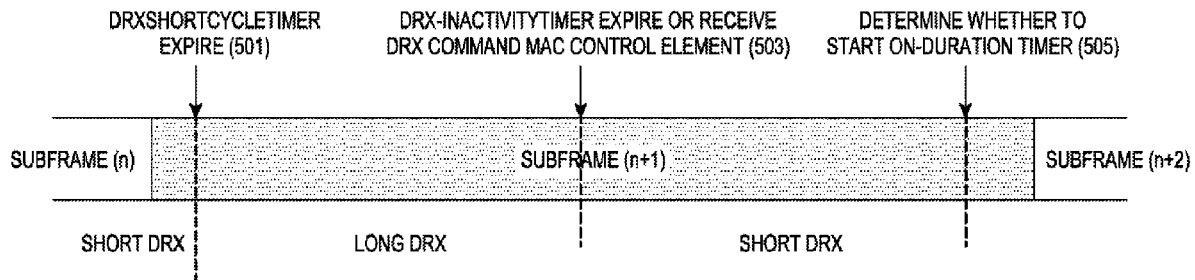 DRXSHORTCYCLETIMER
EXPIRE (501)
DRX-INACTIVITYTIMER EXPIRE OR RECEIVE
DRX COMMAND MAC CONTROL ELEMENT (503)
DETERMINE WHETHER TO
START ON-DURATION TIMER (505)
SUBFRAME (n)
SUBFRAME (n+1)
SUBFRAME (n+2)
SHORT DRX
LONG DRX
SHORT DRX